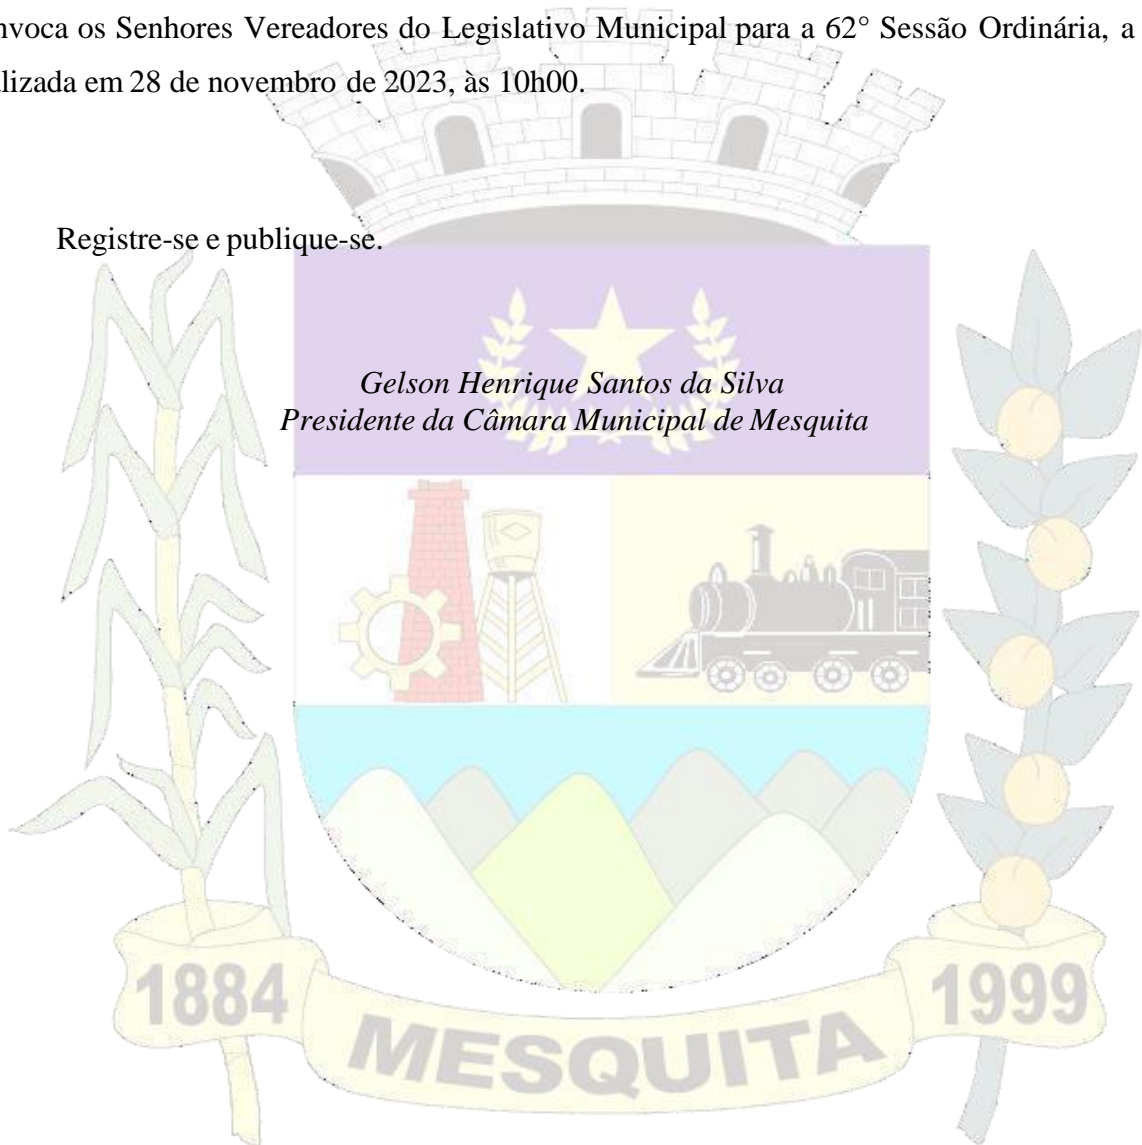 nvoca os Senhores Vereadores do Legislativo Municipal para a 62° Sessão Ordinária, a
lizada em 28 de novembro de 2023, às 10h00.
Registre-se e publique-se.
Gelson Henrique Santos da Silva
Presidente da Câmara Municipal de Mesquita
1884
MESQUITA
1999